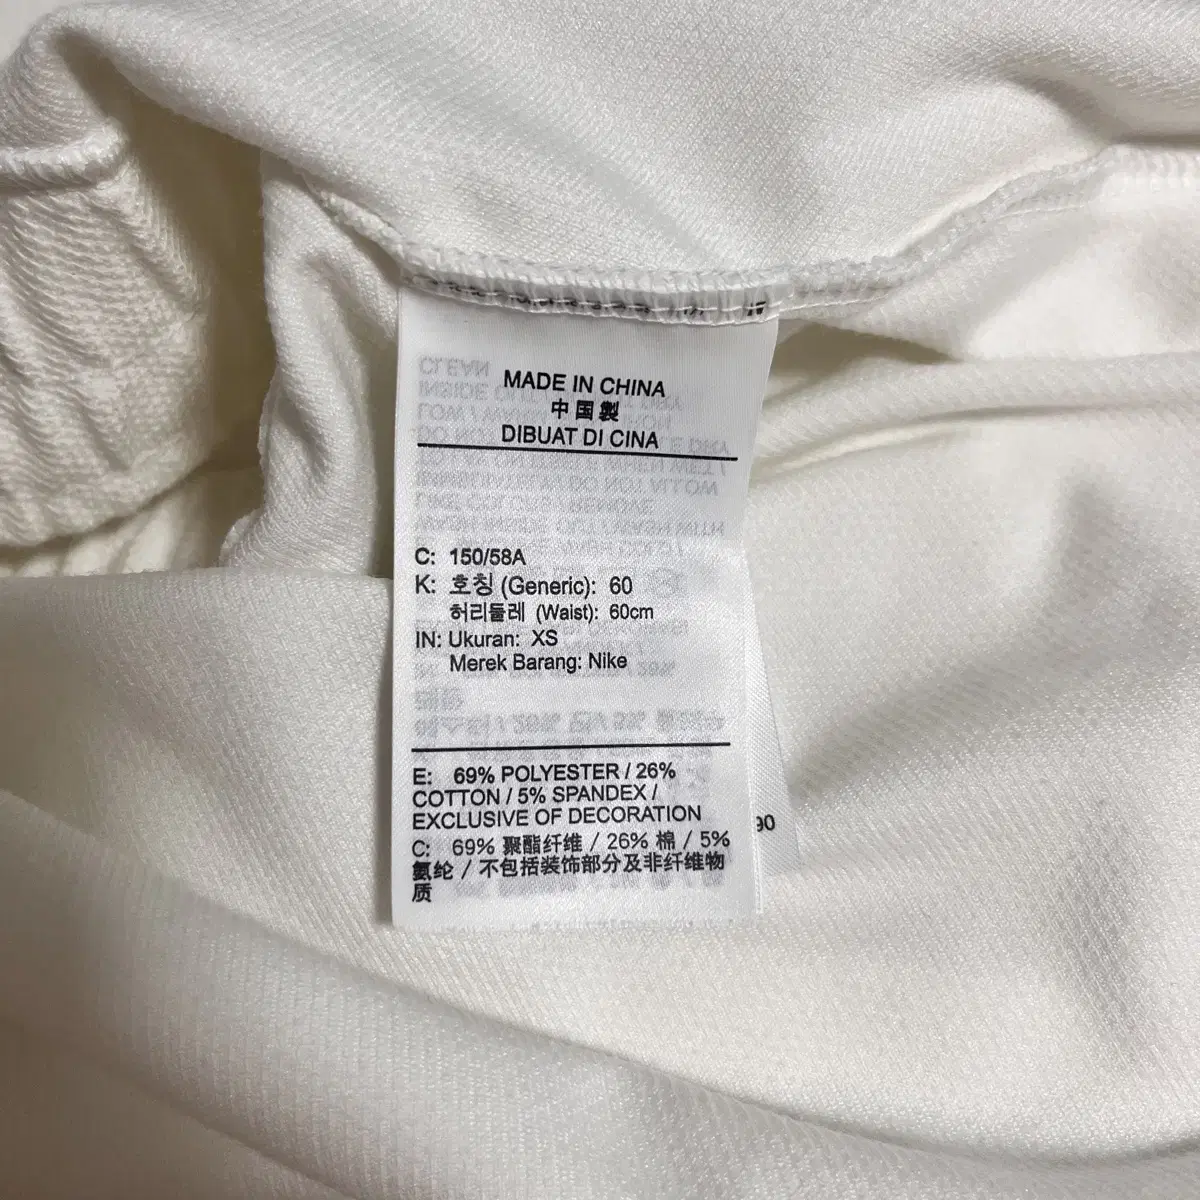 MADE IN CHINA
中国製
DIBUAT DI CINA
C: 150/58A
K: 호칭 (Generic): 60
허리둘레 (Waist): 60cm
IN: Ukuran: XS
Merek Barang: Nike
E: 69% POLYESTER / 26%
COTTON / 5% SPANDEX /
EXCLUSIVE OF DECORATION
C: 69% 聚酯纤维 / 26% 棉 / 5%
氨纶 / 不包括装饰部分及非纤维物
质
90